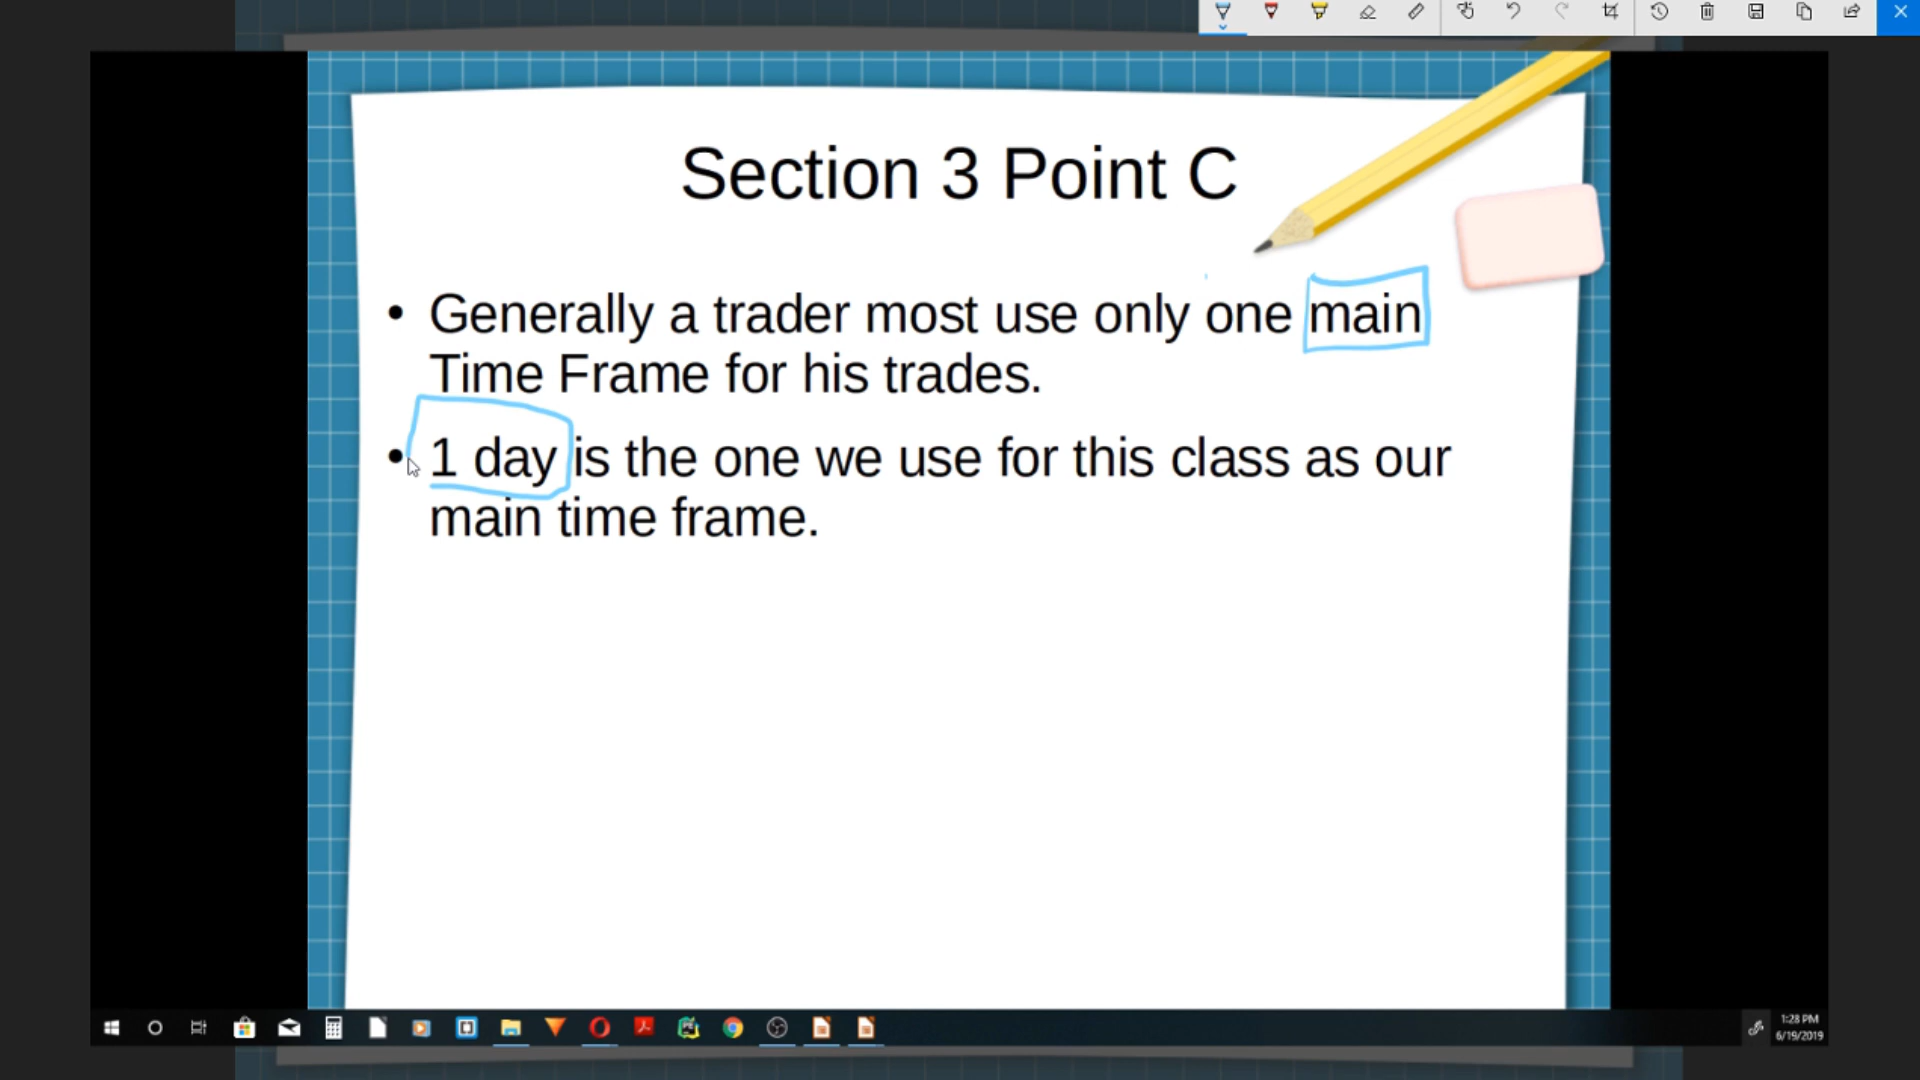 Section 3 Point C
• Generally a trader most use only one main
Time Frame for his trades.
• 1 day is the one we use for this class as our
main time frame.
1:28 PM
6/19/2019